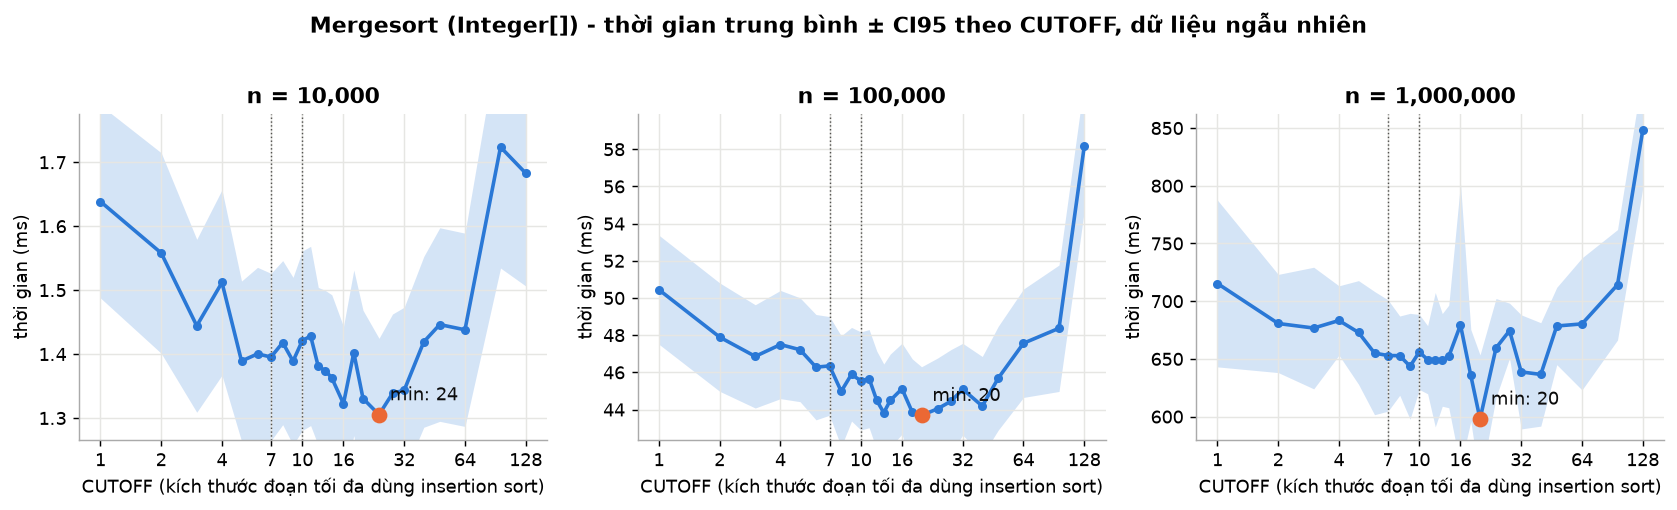 Mergesort (Integer[]) - thời gian trung bình ± CI95 theo CUTOFF, dữ liệu ngẫu nhiên
n = 10,000
thời gian (ms)
1.7
1.6
1.5
1.4
1.3
min: 24
1 2 4 7 10 16 32 64 128
CUTOFF (kích thước đoạn tối đa dùng insertion sort)
n = 100,000
thời gian (ms)
58
56
54
52
50
48
46
44
min: 20
1 2 4 7 10 16 32 64 128
CUTOFF (kích thước đoạn tối đa dùng insertion sort)
n = 1,000,000
thời gian (ms)
850
800
750
700
650
600
min: 20
1 2 4 7 10 16 32 64 128
CUTOFF (kích thước đoạn tối đa dùng insertion sort)